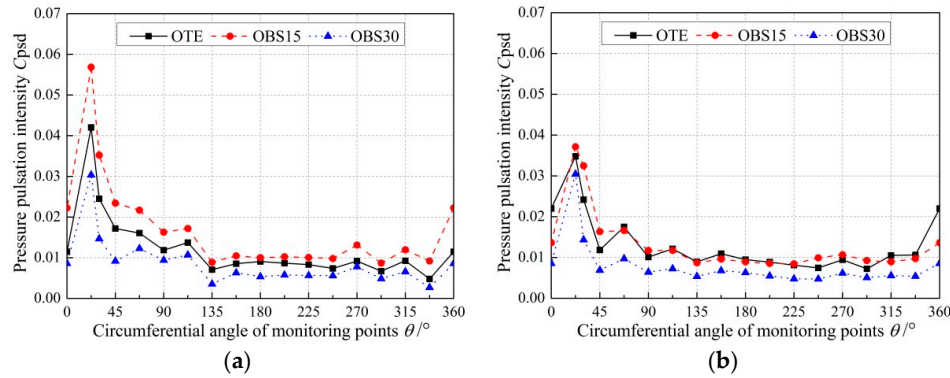 (a)
Pressure pulsation intensity Cpsd
0.07
0.06
0.05
0.04
0.03
0.02
0.01
0.00
OTE OBS15 OBS30
0 45 90 135 180 225 270 315 360
Circumferential angle of monitoring points θ /°
(a)
(b)
Pressure pulsation intensity Cpsd
0.07
0.06
0.05
0.04
0.03
0.02
0.01
0.00
OTE OBS15 OBS30
0 45 90 135 180 225 270 315 360
Circumferential angle of monitoring points θ /°
(b)